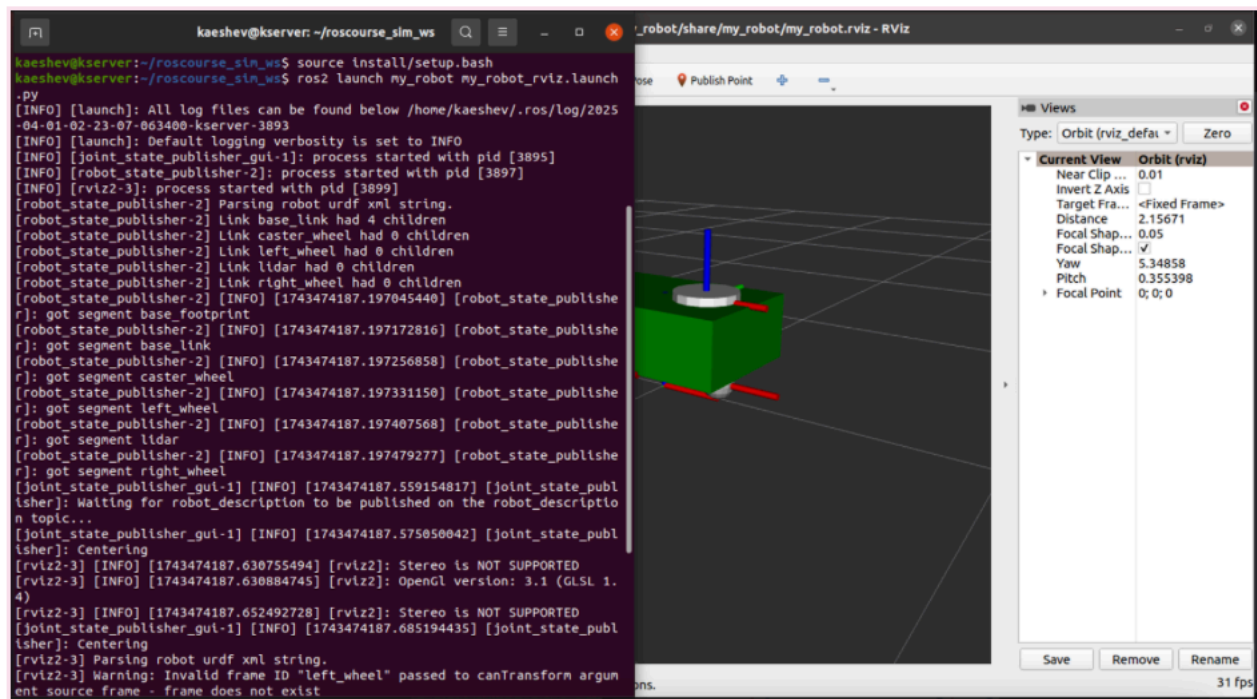 kaeshev@kserver: ~/roscourse_sim_ws
kaeshev@kserver:~/roscourse_sim_ws$ source install/setup.bash
kaeshev@kserver:~/roscourse_sim_ws$ ros2 launch my_robot my_robot_rviz.launch
.py
[INFO] [launch]: All log files can be found below /home/kaeshev/.ros/log/2025
-04-01-02-23-07-063400-kserver-3893
[INFO] [launch]: Default logging verbosity is set to INFO
[INFO] [joint_state_publisher_gui-1]: process started with pid [3895]
[INFO] [robot_state_publisher-2]: process started with pid [3897]
[INFO] [rviz2-3]: process started with pid [3899]
[robot_state_publisher-2] Parsing robot urdf xml string.
[robot_state_publisher-2] Link base_link had 4 children
[robot_state_publisher-2] Link caster_wheel had 0 children
[robot_state_publisher-2] Link left_wheel had 0 children
[robot_state_publisher-2] Link lidar had 0 children
[robot_state_publisher-2] Link right_wheel had 0 children
[robot_state_publisher-2] [INFO] [1743474187.197045440] [robot_state_publishe
r]: got segment base_footprint
[robot_state_publisher-2] [INFO] [1743474187.197172816] [robot_state_publishe
r]: got segment base_link
[robot_state_publisher-2] [INFO] [1743474187.197256858] [robot_state_publishe
r]: got segment caster_wheel
[robot_state_publisher-2] [INFO] [1743474187.197331150] [robot_state_publishe
r]: got segment left_wheel
[robot_state_publisher-2] [INFO] [1743474187.197407568] [robot_state_publishe
r]: got segment lidar
[robot_state_publisher-2] [INFO] [1743474187.197479277] [robot_state_publishe
r]: got segment right_wheel
[joint_state_publisher_gui-1] [INFO] [1743474187.559154817] [joint_state_publ
isher]: Waiting for robot_description to be published on the robot_descriptio
n topic...
[joint_state_publisher_gui-1] [INFO] [1743474187.575050042] [joint_state_publ
isher]: Centering
[rviz2-3] [INFO] [1743474187.630755494] [rviz2]: Stereo is NOT SUPPORTED
[rviz2-3] [INFO] [1743474187.630884745] [rviz2]: OpenGl version: 3.1 (GLSL 1.
4)
[rviz2-3] [INFO] [1743474187.652492728] [rviz2]: Stereo is NOT SUPPORTED
[joint_state_publisher_gui-1] [INFO] [1743474187.685194435] [joint_state_publ
isher]: Centering
[rviz2-3] Parsing robot urdf xml string.
[rviz2-3] Warning: Invalid frame ID "left_wheel" passed to canTransform argum
ent source frame - frame does not exist
_robot/share/my_robot/my_robot.rviz - RViz
ose Publish Point
Views
Type: Orbit (rviz_defau Zero
Current View Orbit (rviz)
Near Clip ... 0.01
Invert Z Axis
Target Fra... <Fixed Frame>
Distance 2.15671
Focal Shap... 0.05
Focal Shap... ✓
Yaw 5.34858
Pitch 0.355398
Focal Point 0; 0; 0
Save Remove Rename
ons. 31 fps